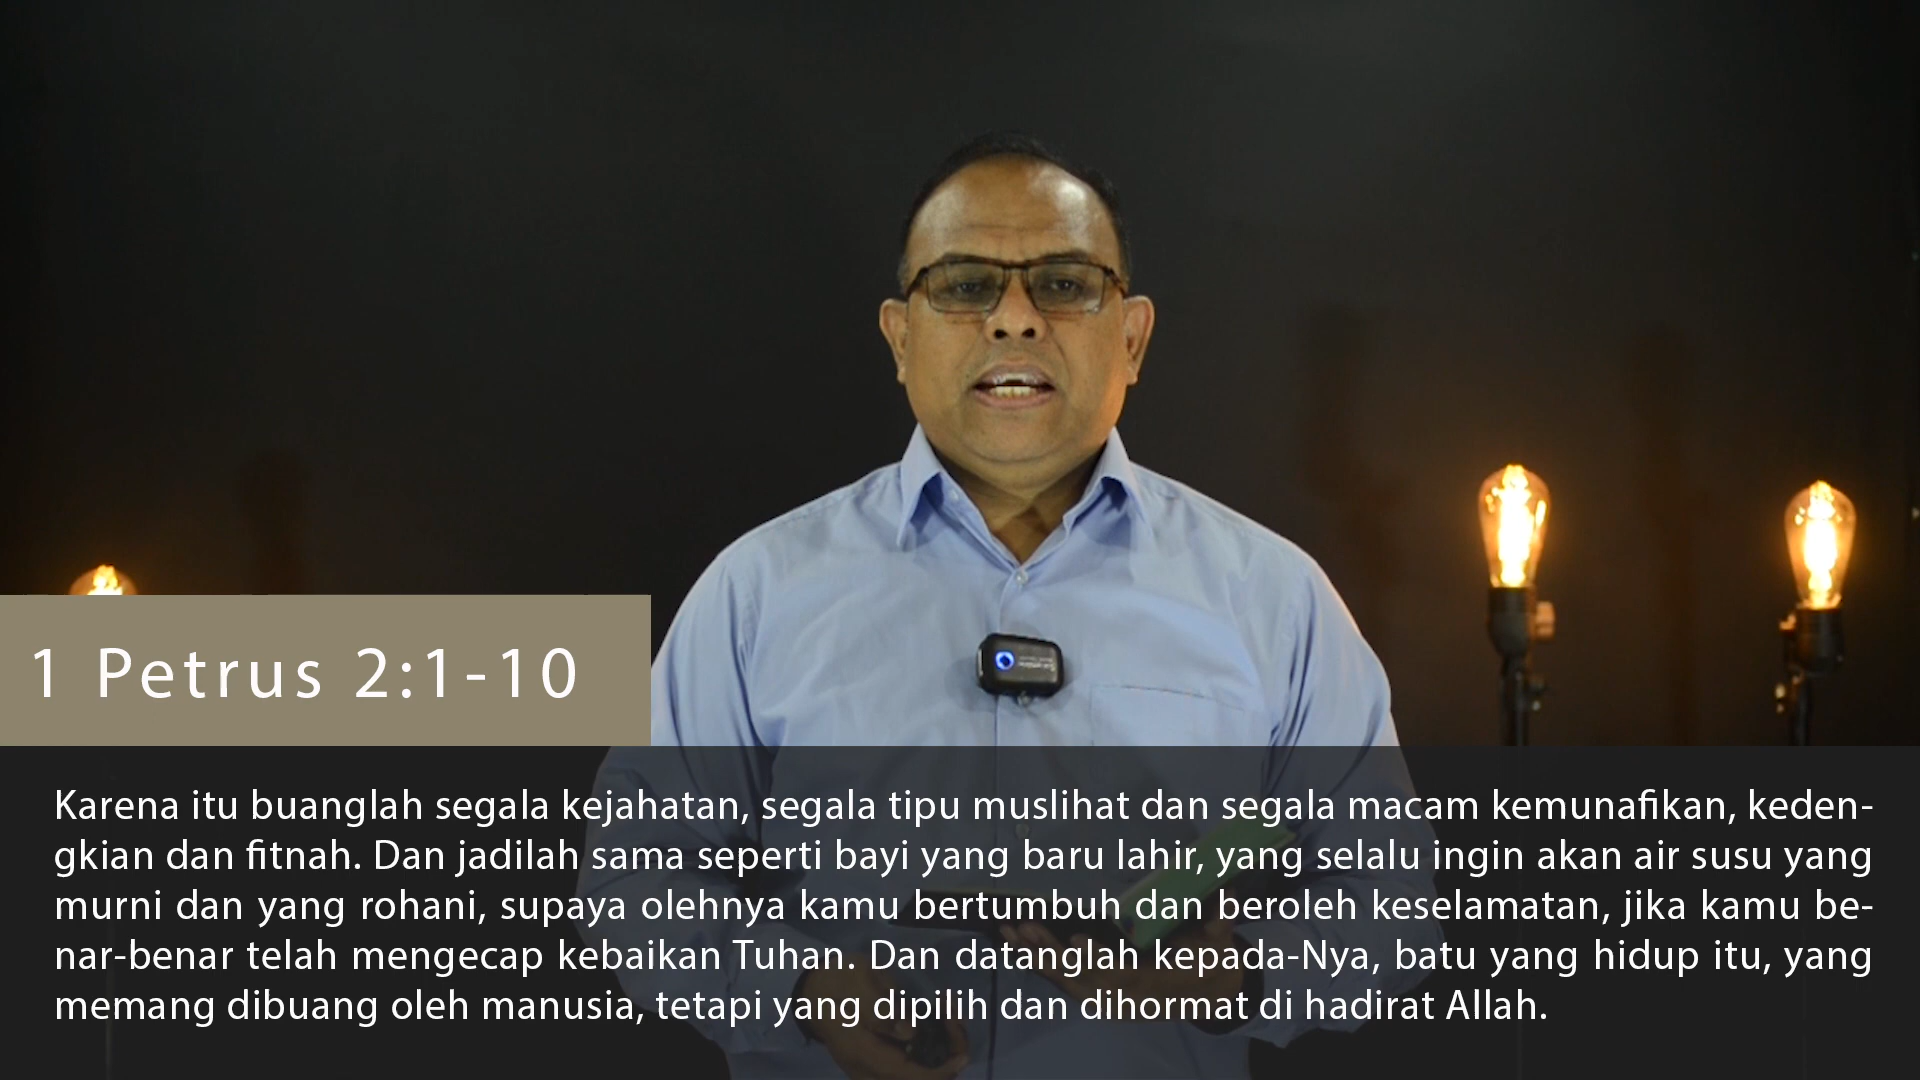 1 Petrus 2:1-10
Karena itu buanglah segala kejahatan, segala tipu muslihat dan segala macam kemunafikan, keden-
gkian dan fitnah. Dan jadilah sama seperti bayi yang baru lahir, yang selalu ingin akan air susu yang
murni dan yang rohani, supaya olehnya kamu bertumbuh dan beroleh keselamatan, jika kamu be-
nar-benar telah mengecap kebaikan Tuhan. Dan datanglah kepada-Nya, batu yang hidup itu, yang
memang dibuang oleh manusia, tetapi yang dipilih dan dihormat di hadirat Allah.